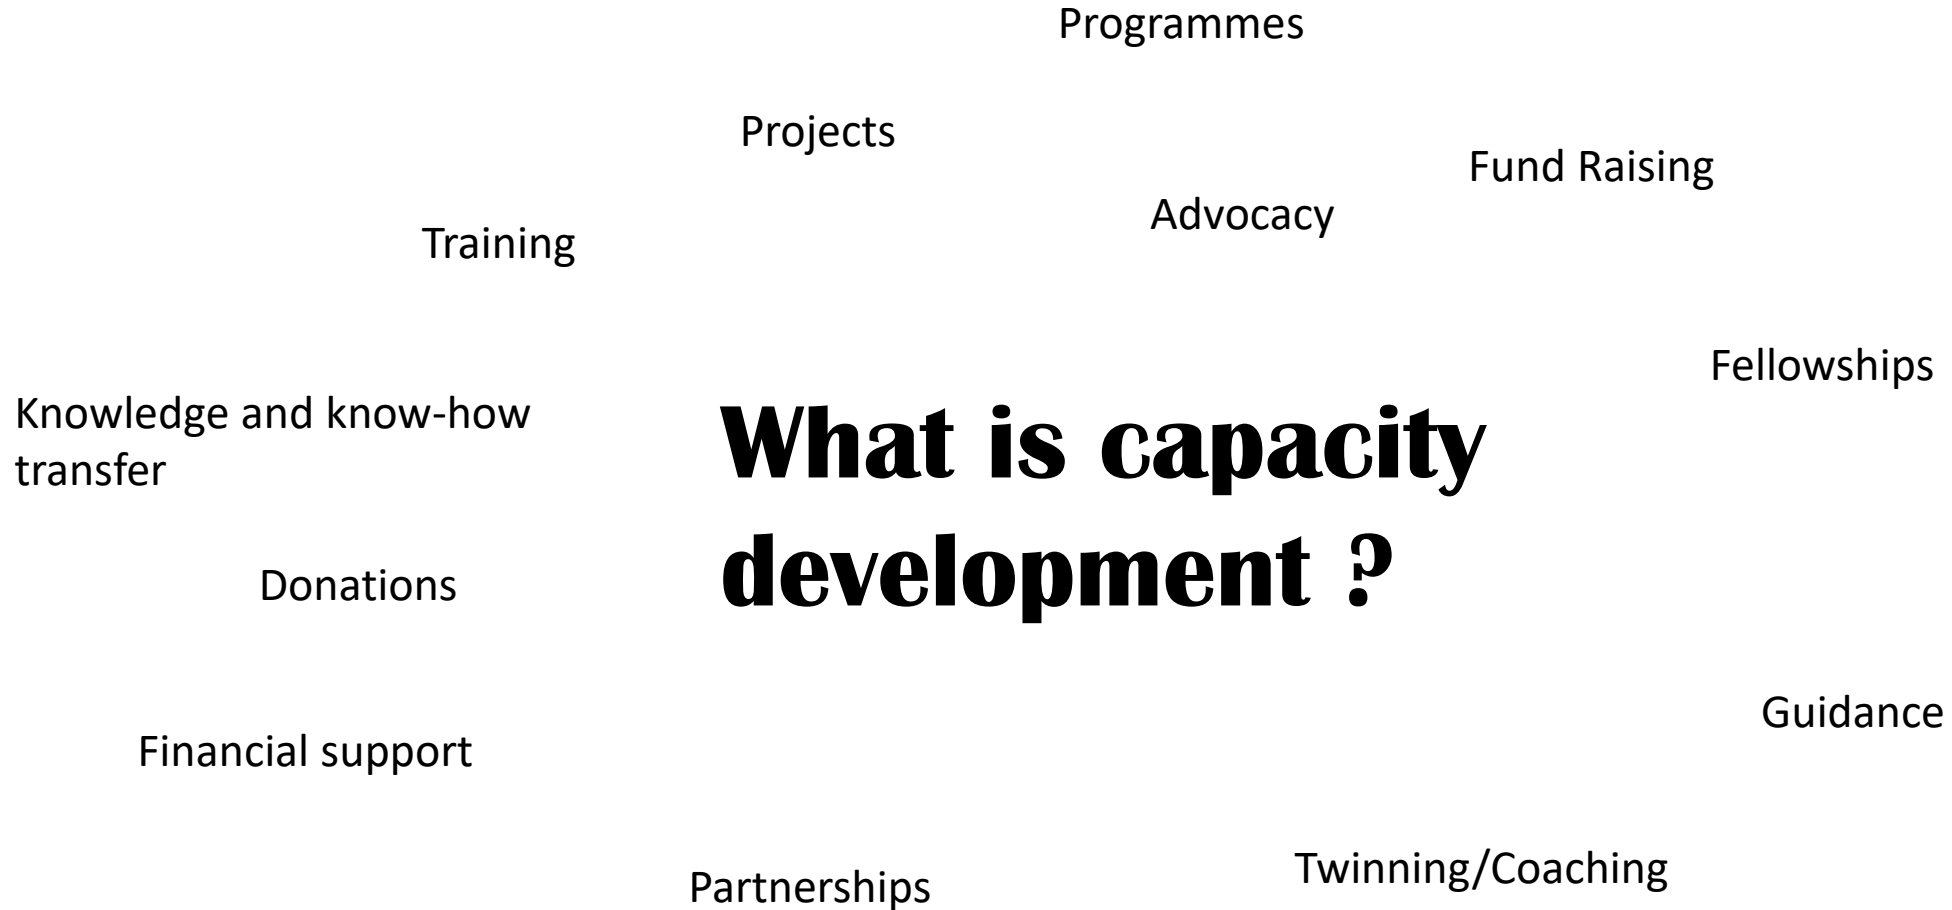 Programmes
Projects
Fund Raising
Advocacy
Training
Fellowships
Knowledge and know-how
transfer
What is capacity
development ?
Donations
Guidance
Financial support
Twinning/Coaching
Partnerships